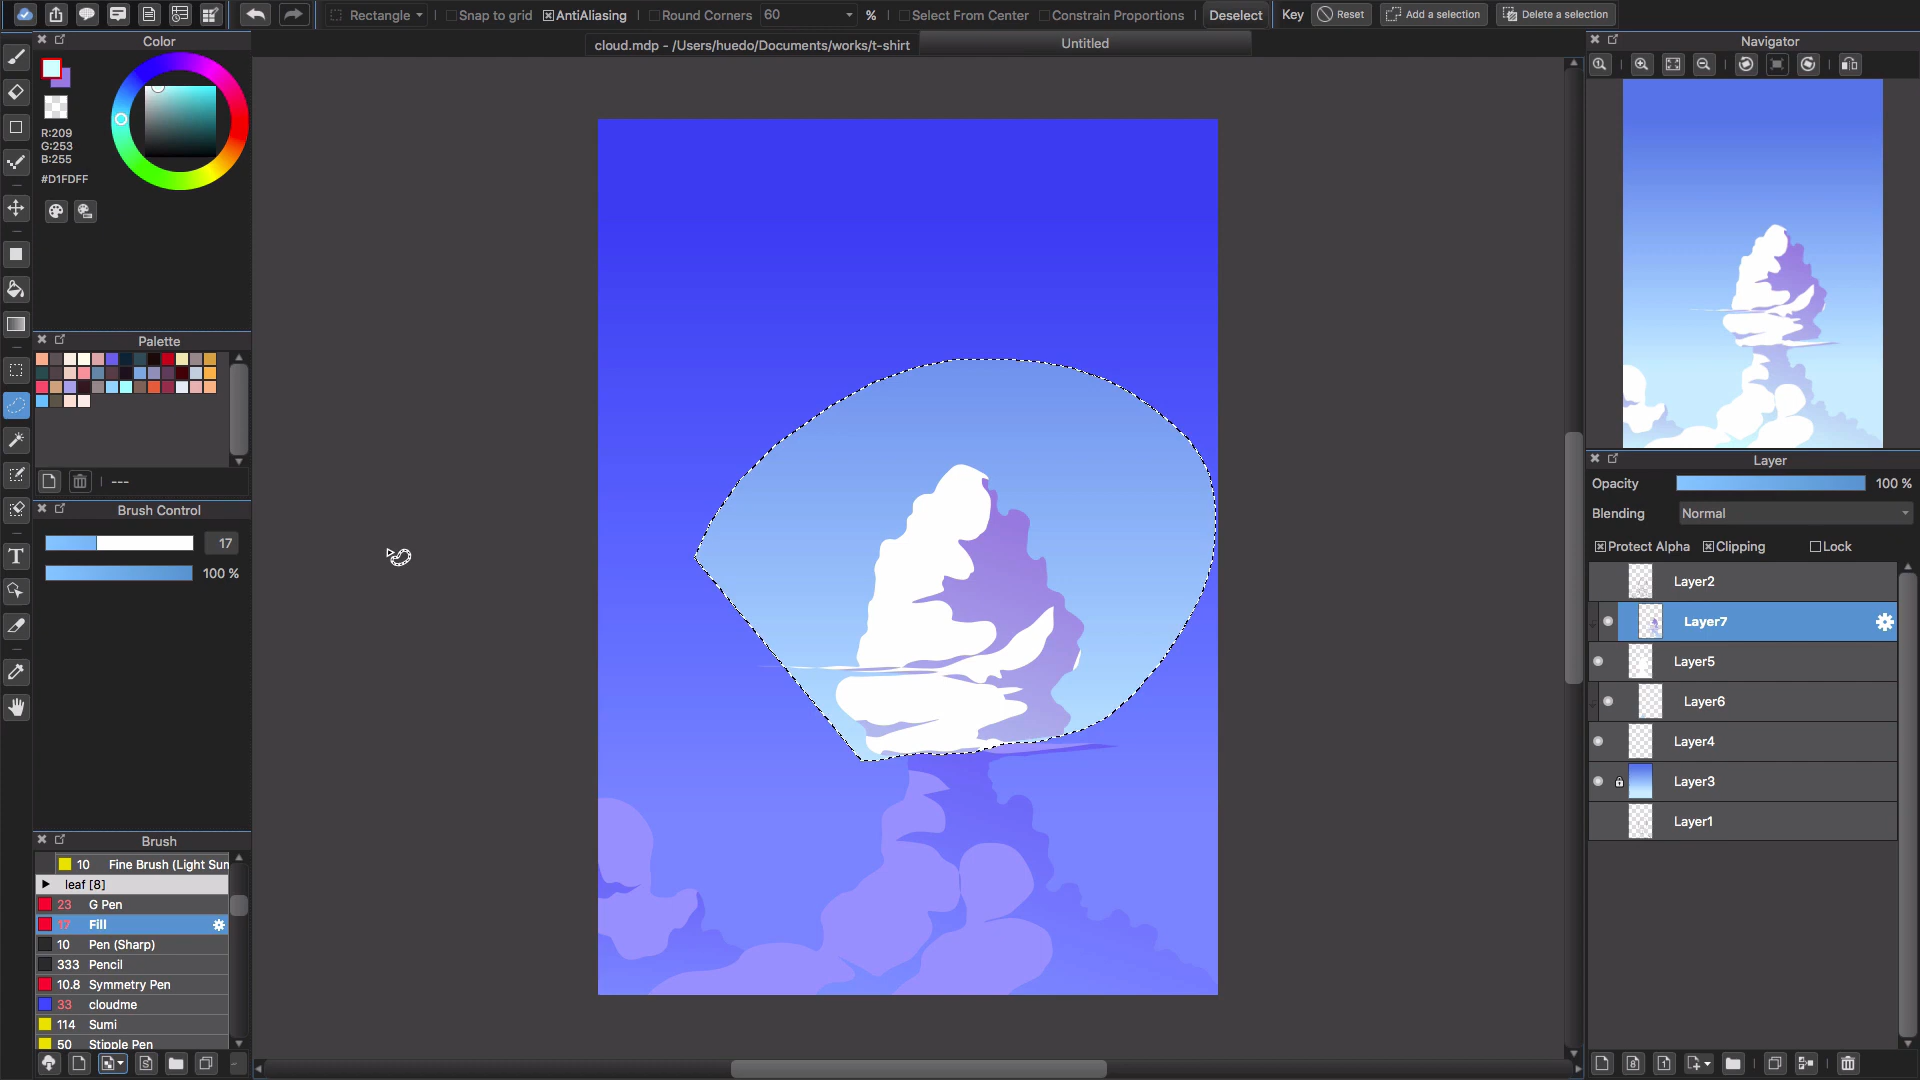 Rectangle
Snap to grid
AntiAliasing
Round Corners
60
%
Select From Center
Constrain Proportions
Deselect
Key
Reset
Add a selection
Delete a selection
cloud.mdp - /Users/huedo/Documents/works/t-shirt
Untitled
Color
R:209
G:253
B:255
#D1FDFF
Palette
---
Brush Control
17
100 %
Brush
10 Fine Brush (Light Sun
leaf [8]
23 G Pen
17 Fill
10 Pen (Sharp)
333 Pencil
10.8 Symmetry Pen
33 cloudme
114 Sumi
50 Stipple Pen
Navigator
Layer
Opacity 100 %
Blending Normal
Protect Alpha
Clipping
Lock
Layer2
Layer7
Layer5
Layer6
Layer4
Layer3
Layer1